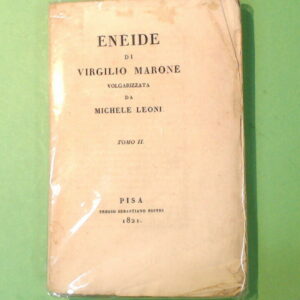 ENEIDE
DI
VIRGILIO MARONE
VOLGARIZZATA
DA
MICHELE LEONI
TOMO II.
PISA
PRESSO SEBASTIANO NISTRI
1821.